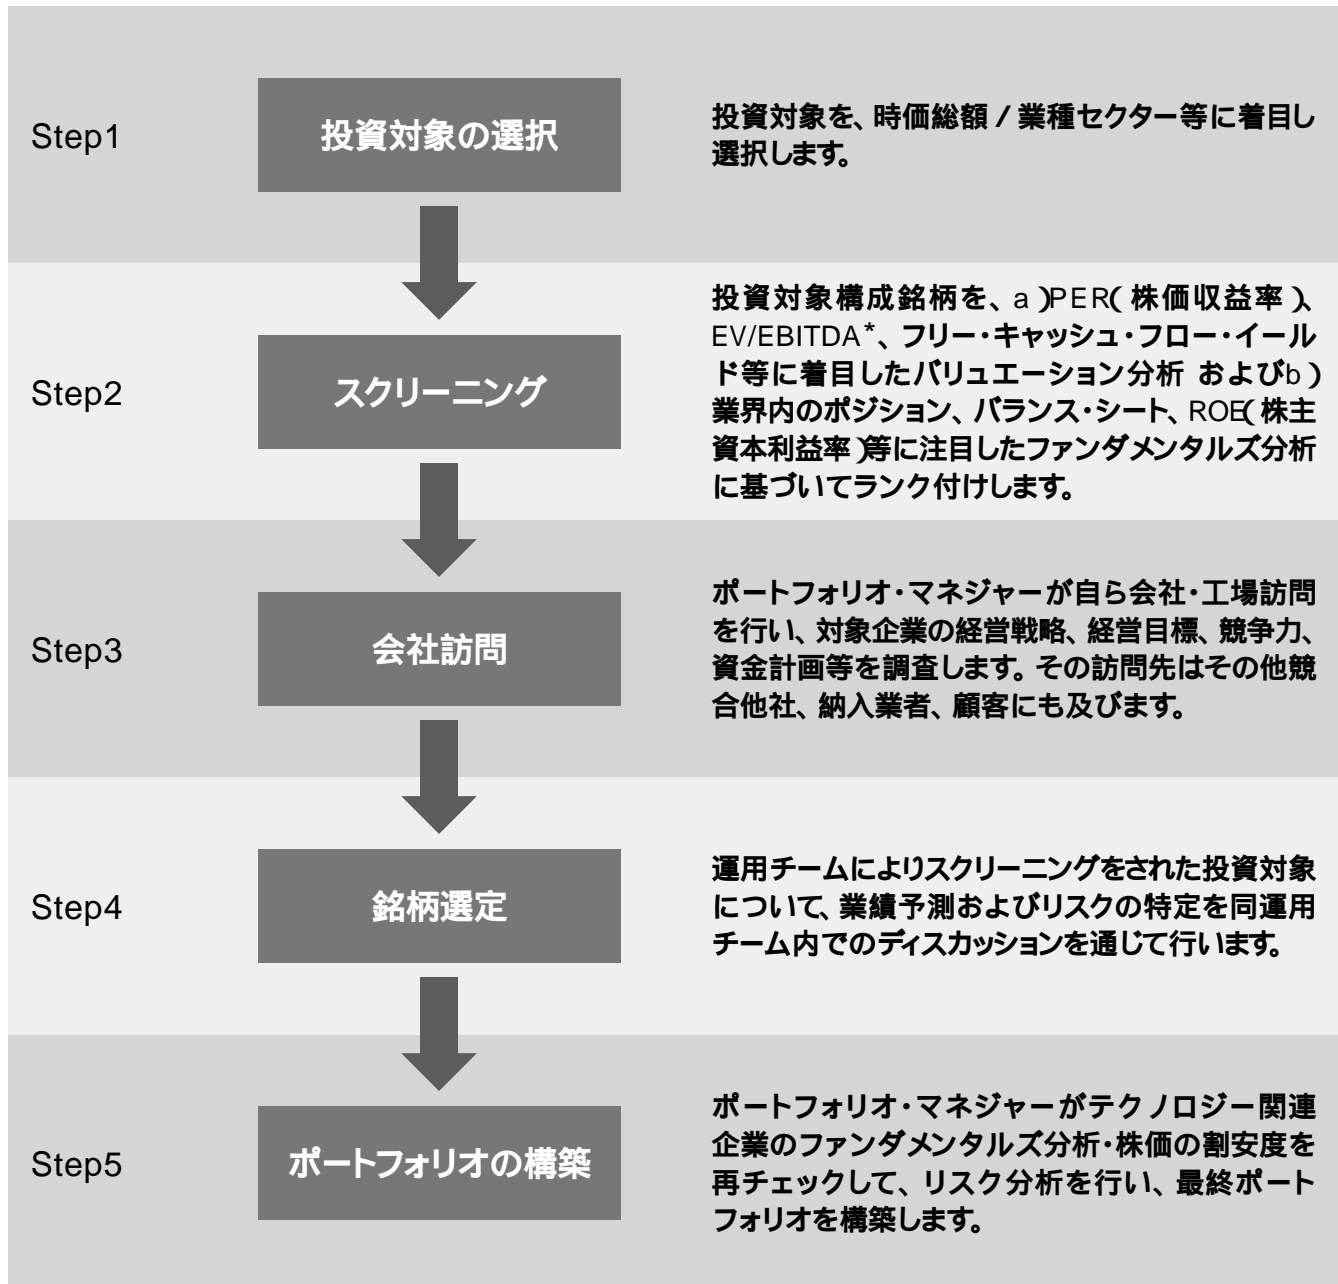 Step1
投資対象の選択
投資対象を、時価総額/業種セクター等に着目し
選択します。
Step2
スクリーニング
投資対象構成銘柄を、a)PER(株価収益率)、
EV/EBITDA*、フリー・キャッシュ・フロー・イール
ド等に着目したバリュエーション分析 およびb)
業界内のポジション、バランス・シート、ROE(株主
資本利益率)等に注目したファンダメンタルズ分析
に基づいてランク付けします。
Step3
会社訪問
ポートフォリオ・マネジャーが自ら会社・工場訪問
を行い、対象企業の経営戦略、経営目標、競争力、
資金計画等を調査します。その訪問先はその他競
合他社、納入業者、顧客にも及びます。
Step4
銘柄選定
運用チームによりスクリーニングをされた投資対象
について、業績予測およびリスクの特定を同運用
チーム内でのディスカッションを通じて行います。
Step5
ポートフォリオの構築
ポートフォリオ・マネジャーがテクノロジー関連
企業のファンダメンタルズ分析・株価の割安度を
再チェックして、リスク分析を行い、最終ポート
フォリオを構築します。